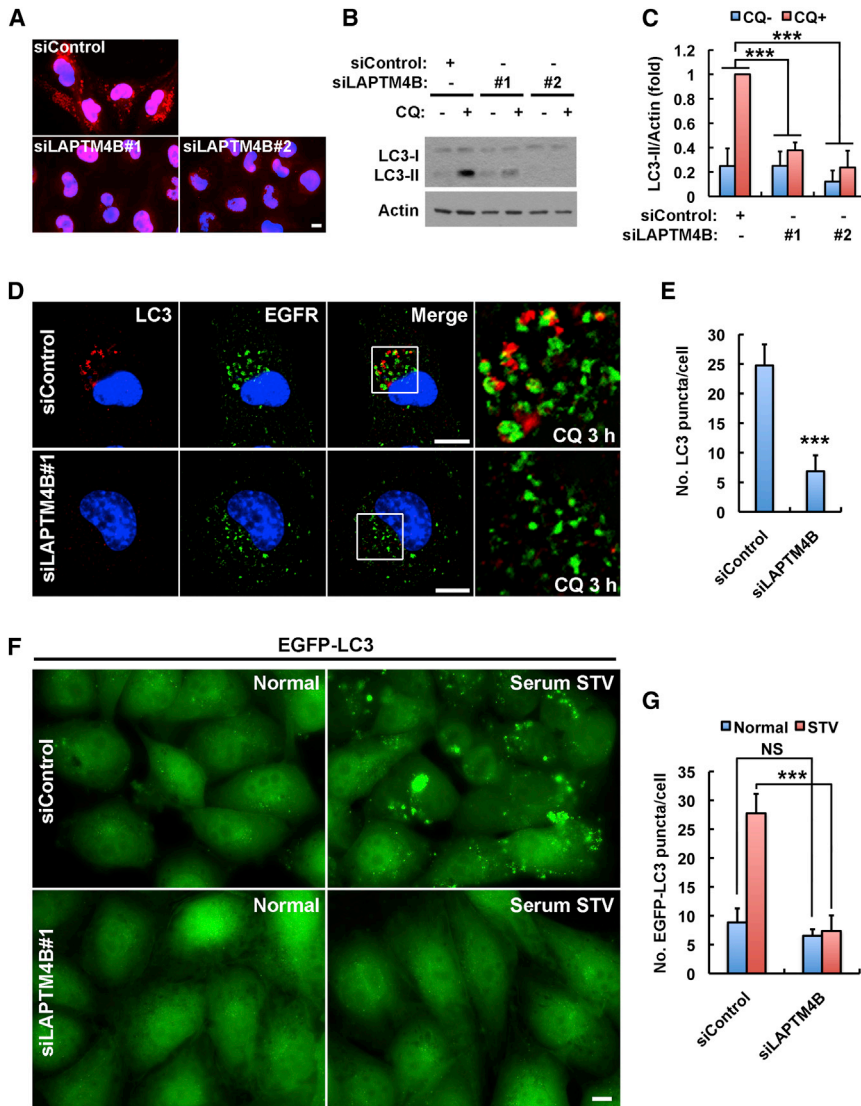 A
siControl
siLAPTM4B#1
siLAPTM4B#2
B
siControl: + - -
siLAPTM4B: - #1 #2
CQ: - + - + - +
LC3-I
LC3-II
Actin
C
CQ- CQ+
***
***
LC3-II/Actin (fold)
1.2
1
0.8
0.6
0.4
0.2
0
siControl: + - -
siLAPTM4B: - #1 #2
D
LC3 EGFR Merge
siControl
CQ 3 h
siLAPTM4B#1
CQ 3 h
E
No. LC3 puncta/cell
35
30
25
20
15
10
5
0
***
siControl
siLAPTM4B
F
EGFP-LC3
Normal Serum STV
siControl
Normal Serum STV
siLAPTM4B#1
G
Normal STV
NS
***
No. EGFP-LC3 puncta/cell
35
30
25
20
15
10
5
0
siControl
siLAPTM4B